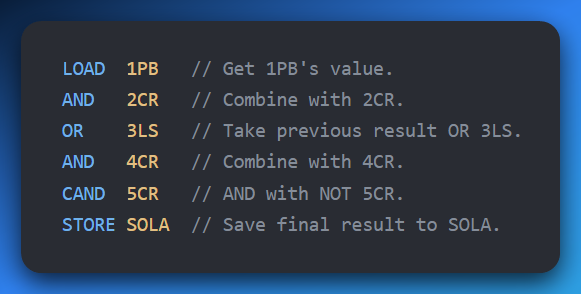 LOAD  1PB   // Get 1PB's value.
AND   2CR   // Combine with 2CR.
OR    3LS   // Take previous result OR 3LS.
AND   4CR   // Combine with 4CR.
CAND  5CR   // AND with NOT 5CR.
STORE SOLA  // Save final result to SOLA.